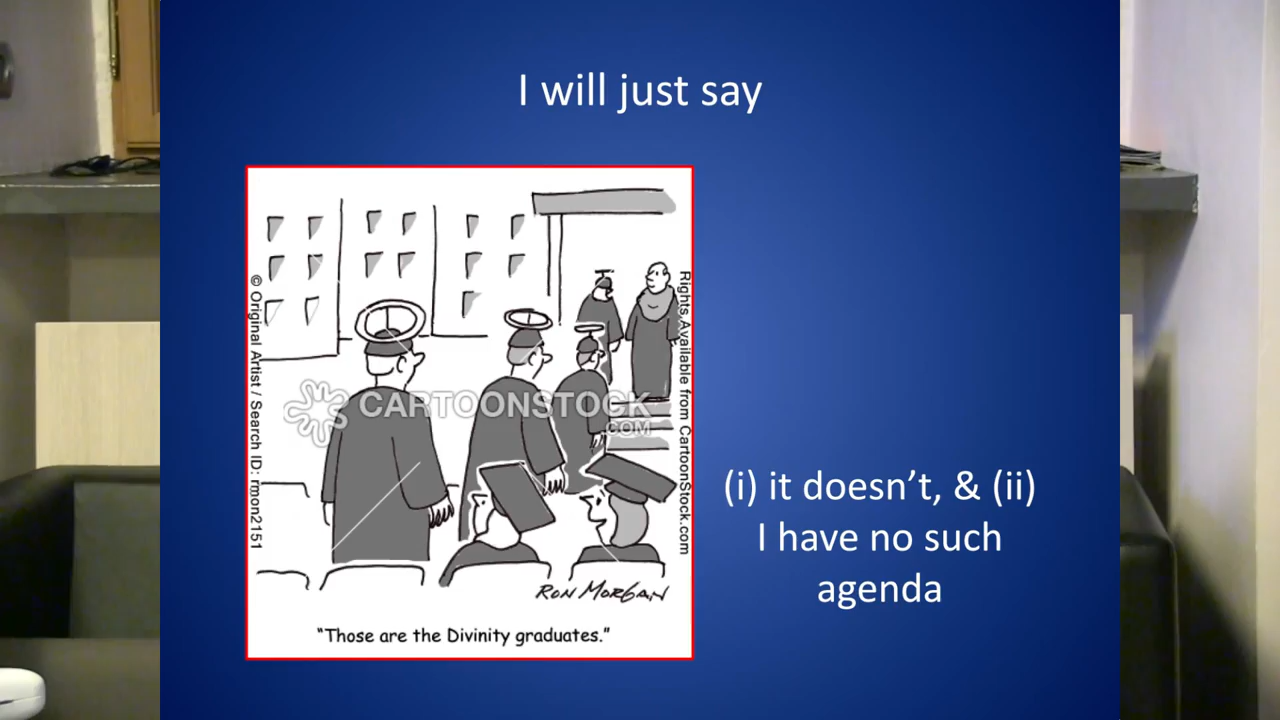 I will just say
© Original Artist / Search ID: rmon2151
Rights Available from CartoonStock.com
CARTOONSTOCK
.COM
RON MORGAN
"Those are the Divinity graduates."
(i) it doesn't, & (ii)
I have no such
agenda